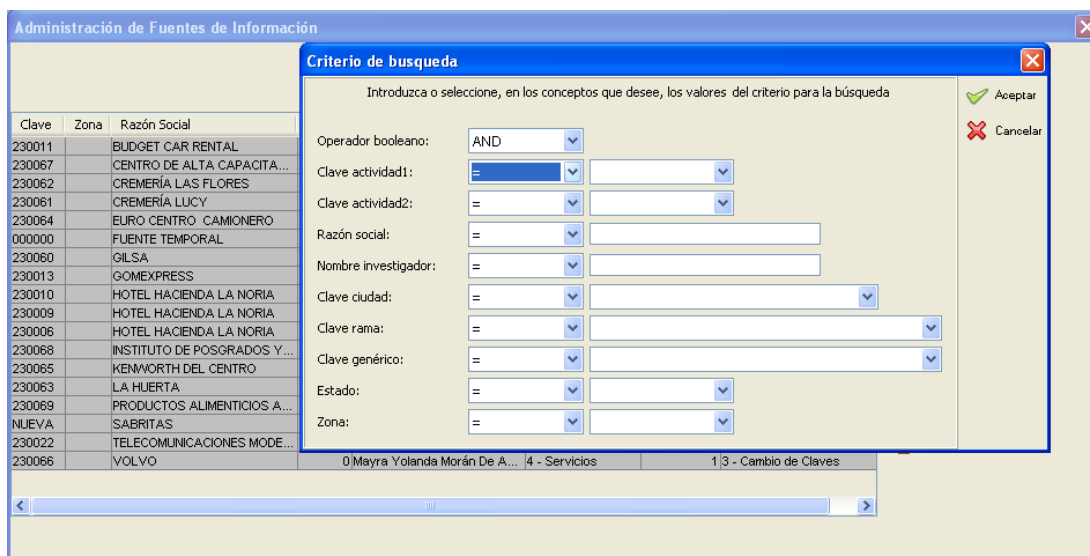 Administración de Fuentes de Información
Criterio de busqueda
Introduzca o seleccione, en los conceptos que desee, los valores del criterio para la búsqueda
Aceptar
Cancelar
Operador booleano: AND
Clave actividad1: =
Clave actividad2: =
Razón social: =
Nombre investigador: =
Clave ciudad: =
Clave rama: =
Clave genérico: =
Estado: =
Zona: =
Clave Zona Razón Social
230011 BUDGET CAR RENTAL
230067 CENTRO DE ALTA CAPACITA...
230062 CREMERÍA LAS FLORES
230061 CREMERÍA LUCY
230064 EURO CENTRO CAMIONERO
000000 FUENTE TEMPORAL
230060 GILSA
230013 GOMEXPRESS
230010 HOTEL HACIENDA LA NORIA
230009 HOTEL HACIENDA LA NORIA
230006 HOTEL HACIENDA LA NORIA
230068 INSTITUTO DE POSGRADOS Y...
230065 KENWORTH DEL CENTRO
230063 LA HUERTA
230069 PRODUCTOS ALIMENTICIOS A...
NUEVA SABRITAS
230022 TELECOMUNICACIONES MODE...
230066 VOLVO 0 Mayra Yolanda Morán De A... 4 - Servicios 1 3 - Cambio de Claves